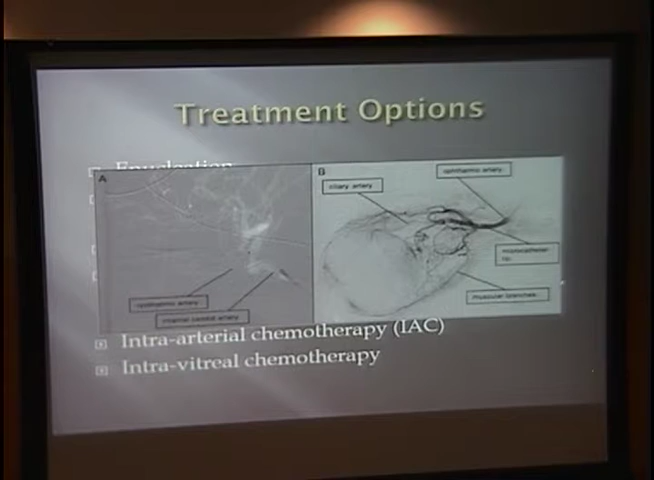 Treatment Options
Enucleation
A
B
ophthalmic artery
ciliary artery
microcatheter
tip
muscular branches
ophthalmic artery
internal carotid artery
Intra-arterial chemotherapy (IAC)
Intra-vitreal chemotherapy